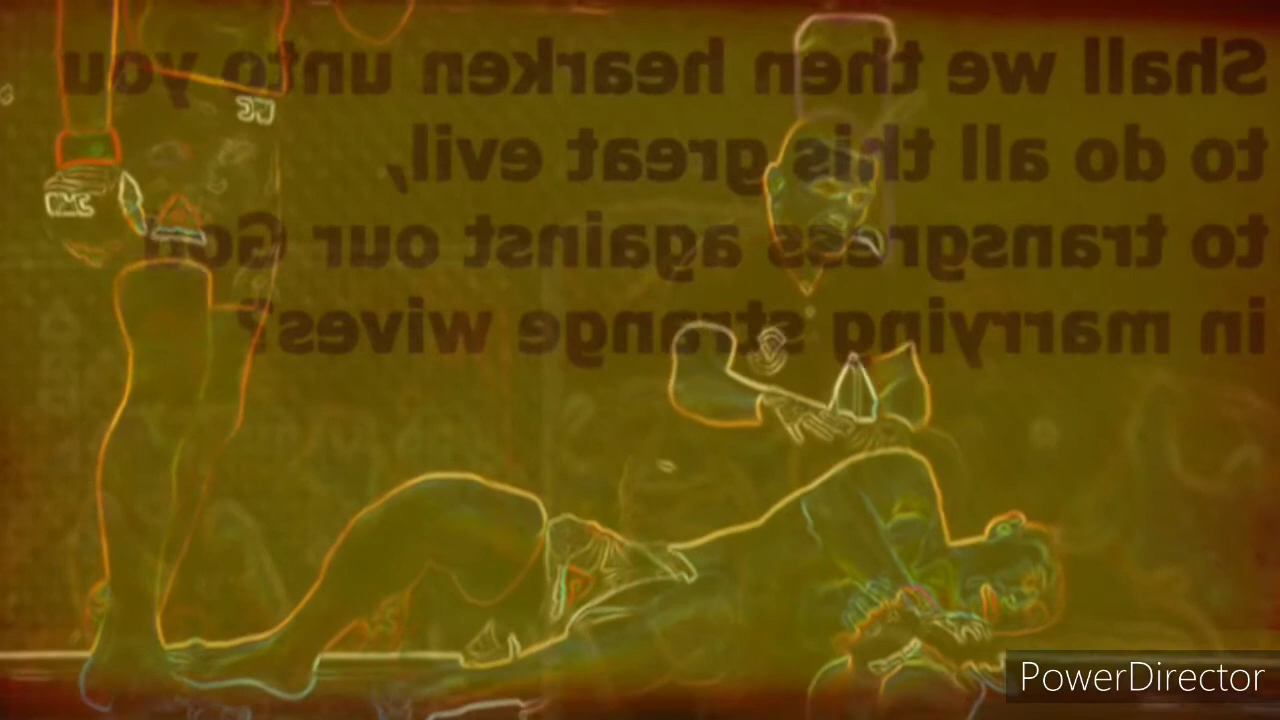 Shall we then hearken unto you
to do all this great evil,
to transgress against our God
in marrying strange wives?
PowerDirector